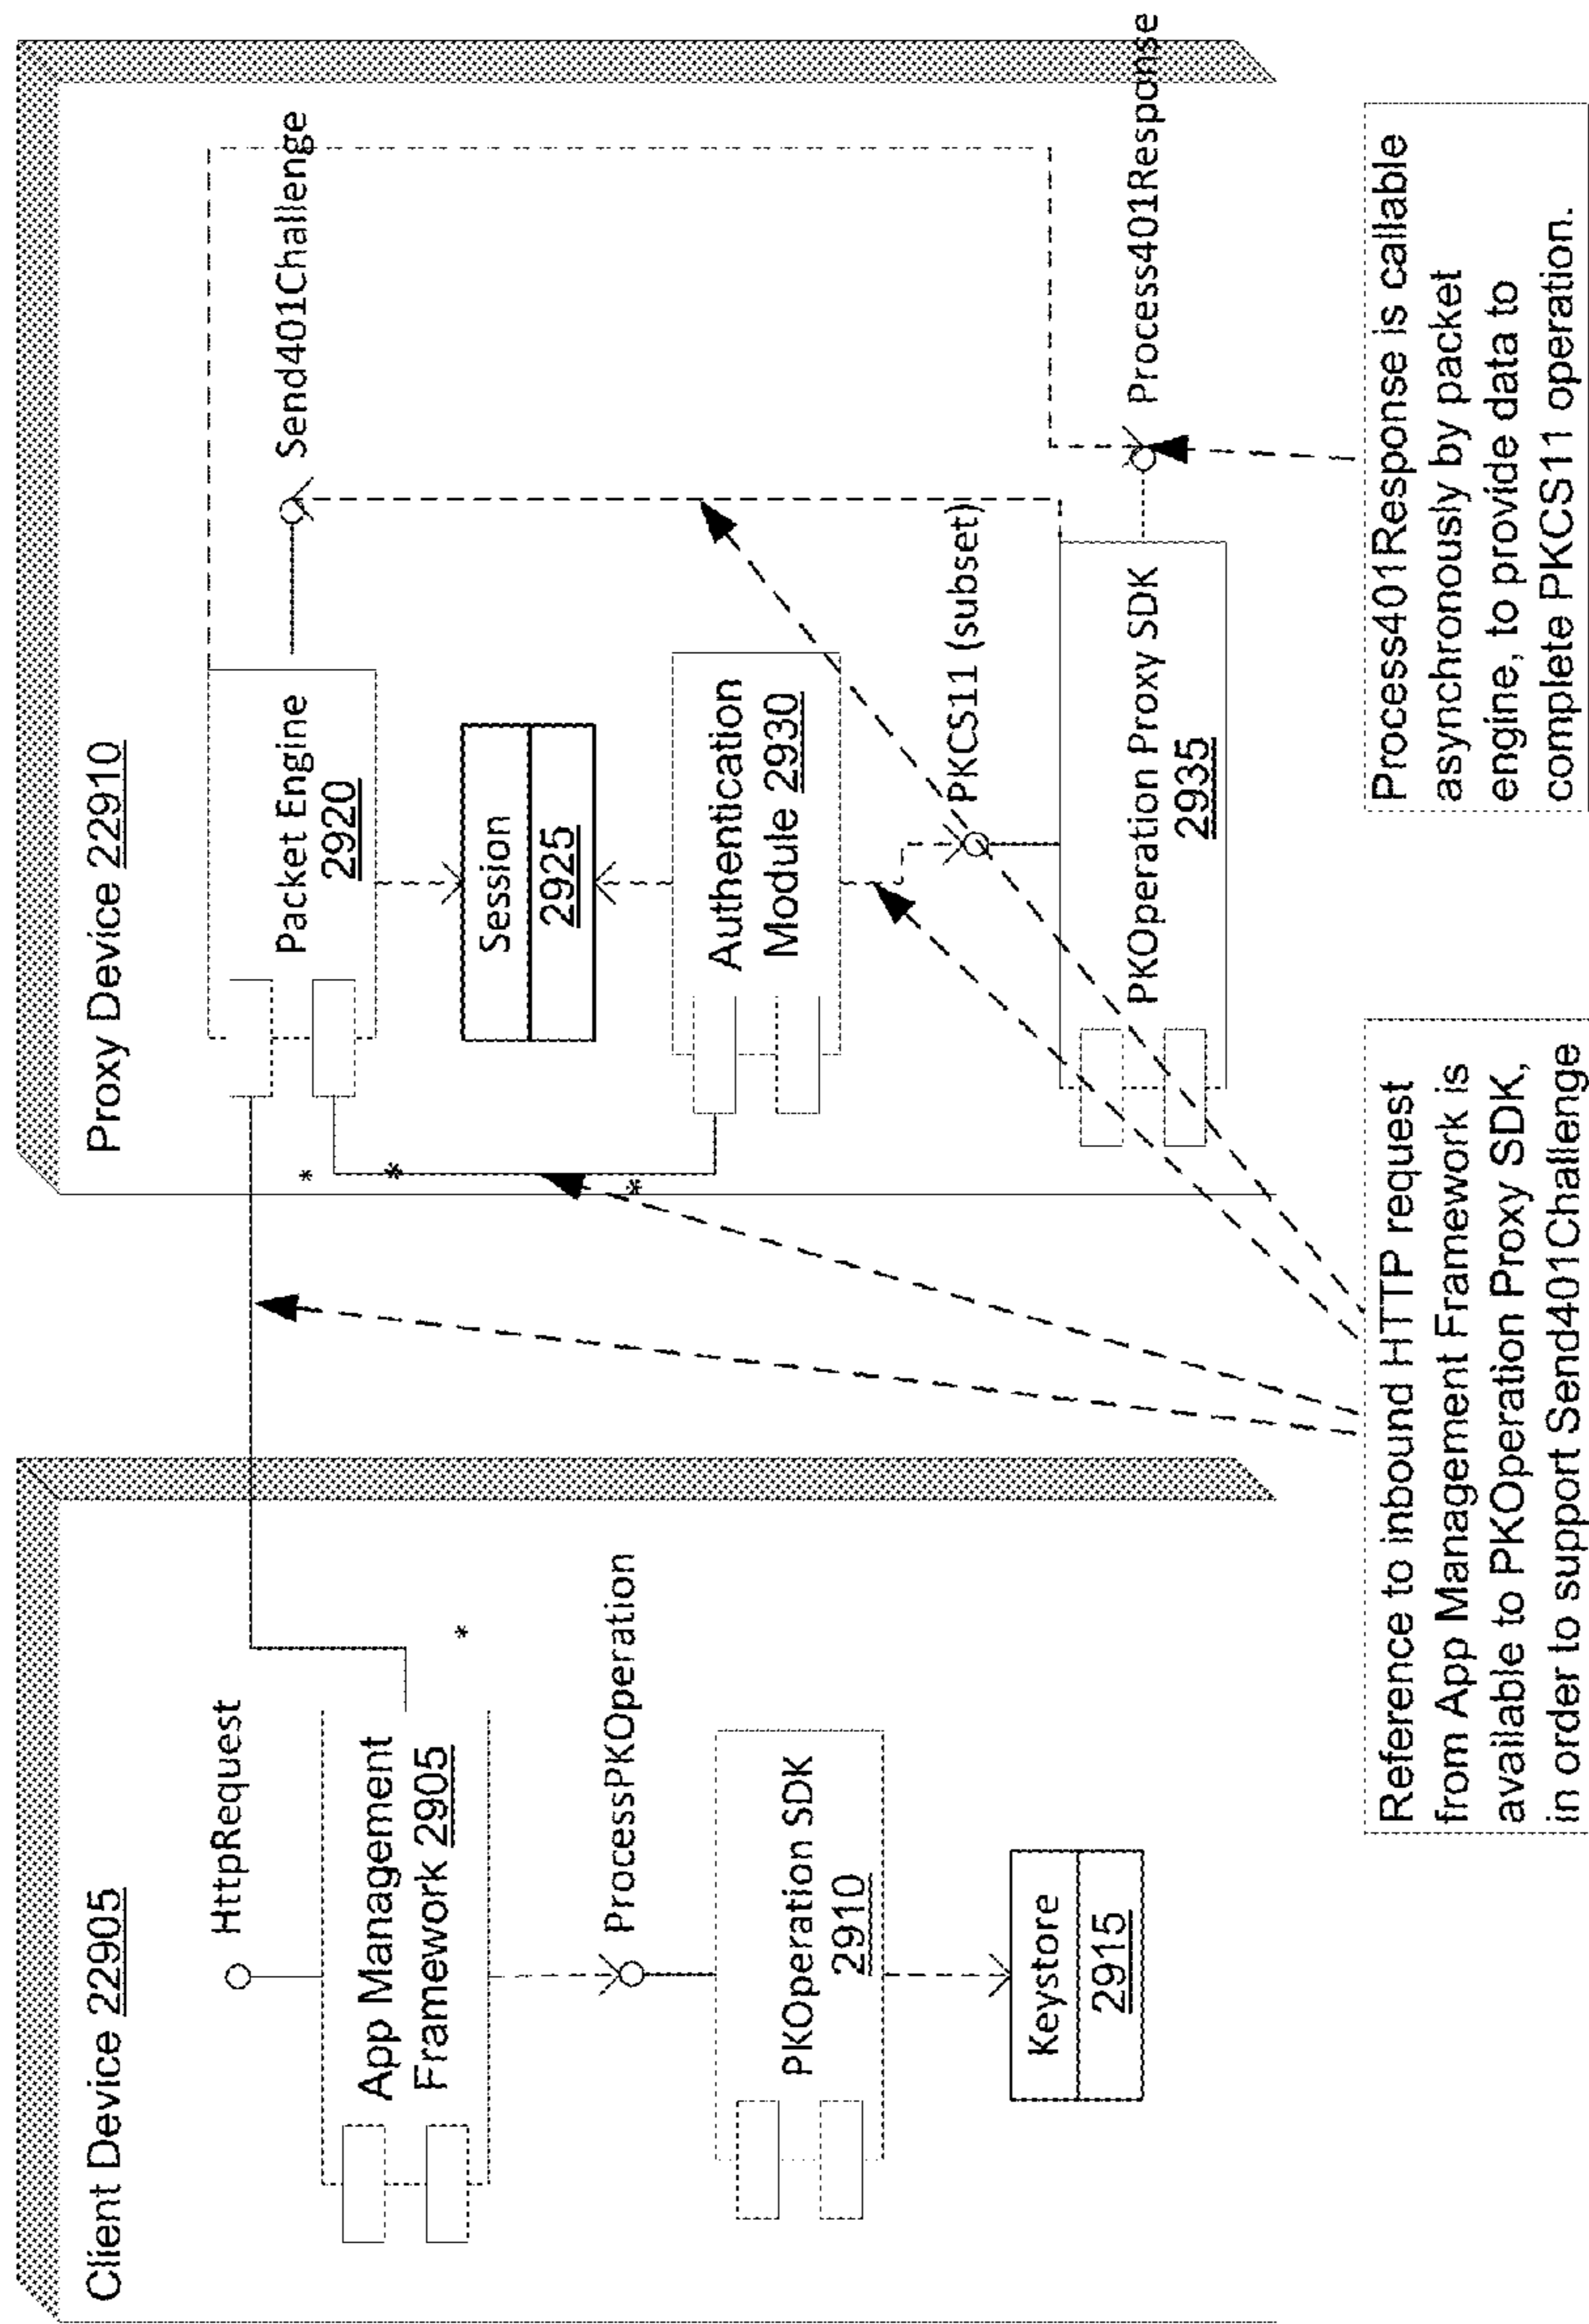 Client Device 22905
HttpRequest
App Management
Framework 2905
*
ProcessPKOperation
PKOperation SDK
2910
Keystore
2915
Proxy Device 22910
Send401Challenge
Packet Engine
2920
*
*
Session
2925
*
Authentication
Module 2930
PKCS11 (subset)
PKOperation Proxy SDK
2935
Process401Response
Reference to inbound HTTP request
from App Management Framework is
available to PKOperation Proxy SDK,
in order to support Send401Challenge
Process401Response is callable
asynchronously by packet
engine, to provide data to
complete PKCS11 operation.